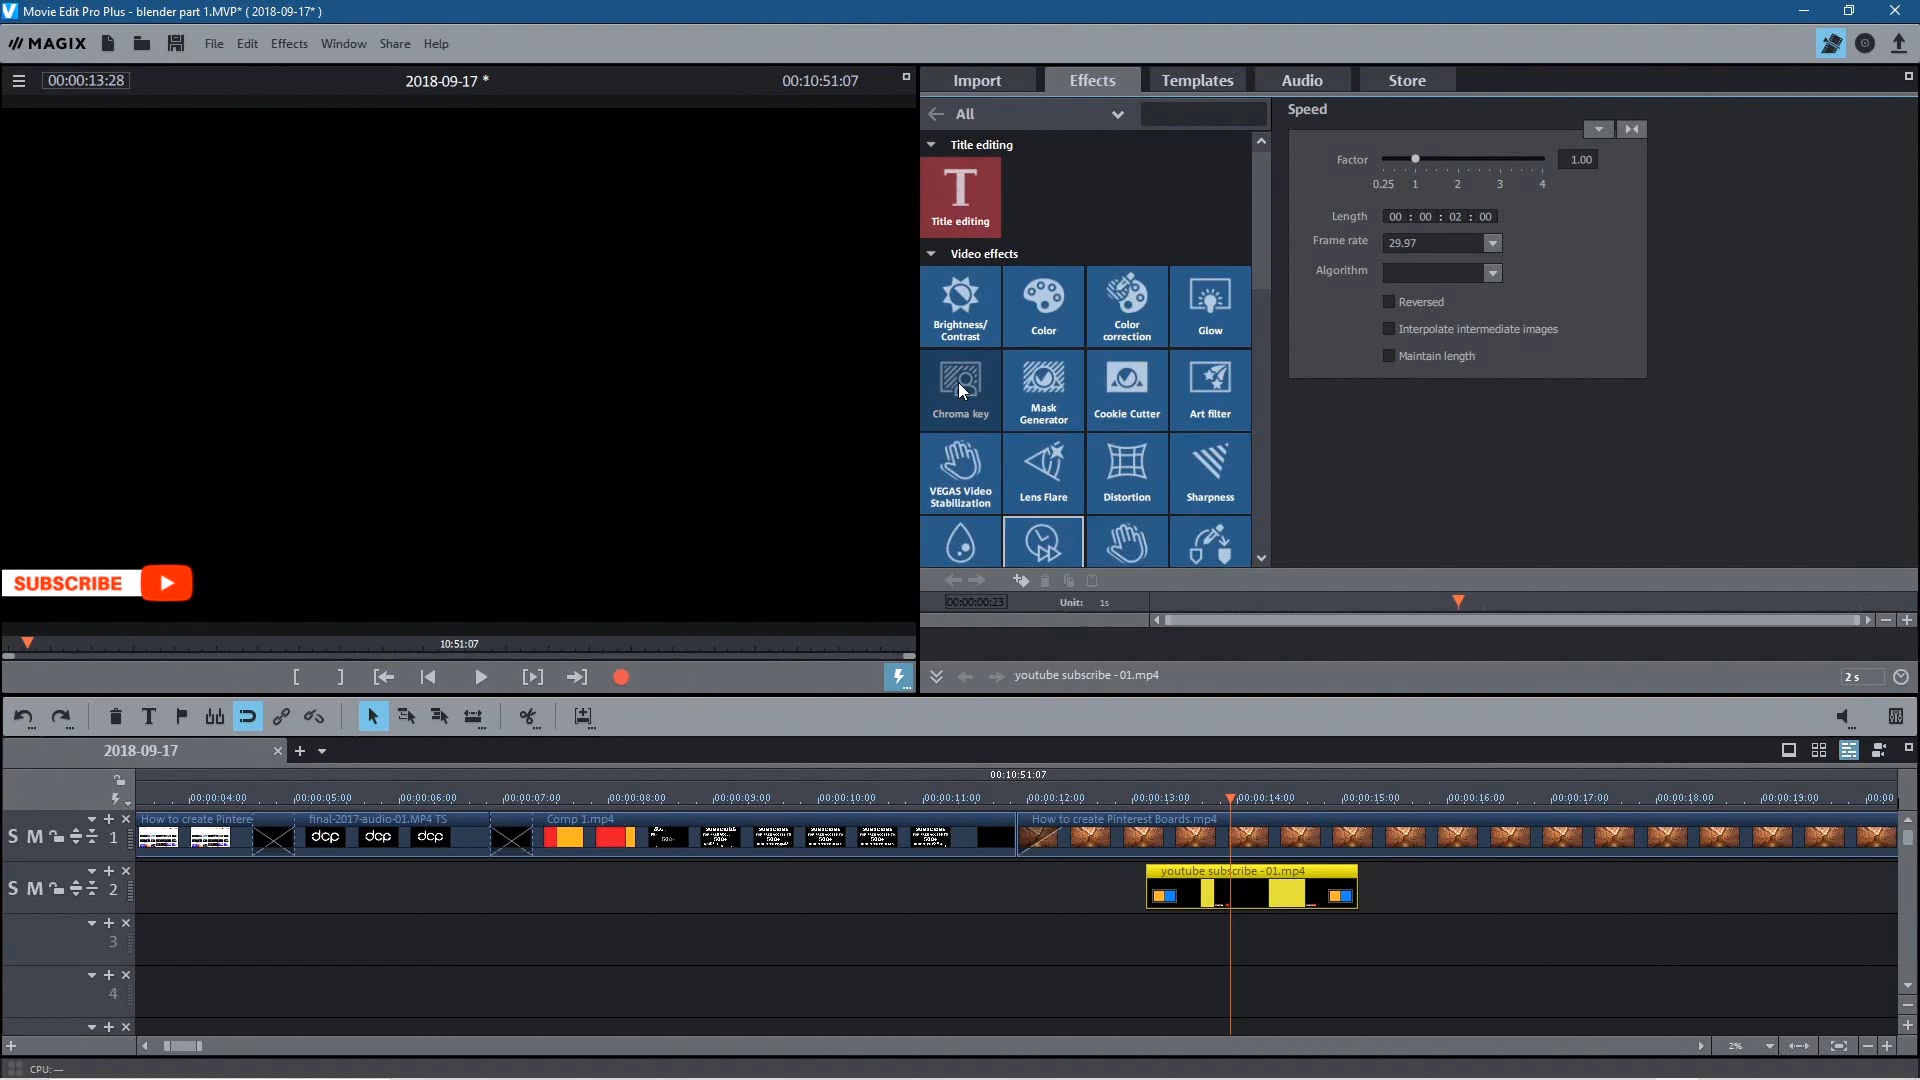 Movie Edit Pro Plus - blender part 1.MVP* ( 2018-09-17* )
MAGIX File Edit Effects Window Share Help
00:00:13:28 2018-09-17 * 00:10:51:07
Import Effects Templates Audio Store
All
Speed
Title editing
Title editing
Factor 1.00
0.25 1 2 3 4
Length 00 : 00 : 02 : 00
Frame rate 29.97
Algorithm
Reversed
Interpolate intermediate images
Maintain length
Video effects
Brightness/
Contrast
Color
Color
correction
Glow
Chroma key
Mask
Generator
Cookie Cutter
Art filter
VEGAS Video
Stabilization
Lens Flare
Distortion
Sharpness
SUBSCRIBE
00:00:00:23 Unit: 1s
10:51:07
youtube subscribe - 01.mp4 2 s
2018-09-17
00:10:51:07
00:00:04:00 00:00:05:00 00:00:06:00 00:00:07:00 00:00:08:00 00:00:09:00 00:00:10:00 00:00:11:00 00:00:12:00 00:00:13:00 00:00:14:00 00:00:15:00 00:00:16:00 00:00:17:00 00:00:18:00 00:00:19:00 00:00
How to create Pintere final-2017-audio-01.MP4 TS Comp 1.mp4 How to create Pinterest Boards.mp4
S M 1
dcp dcp dcp
youtube subscribe - 01.mp4
S M 2
3
4
2%
CPU: —